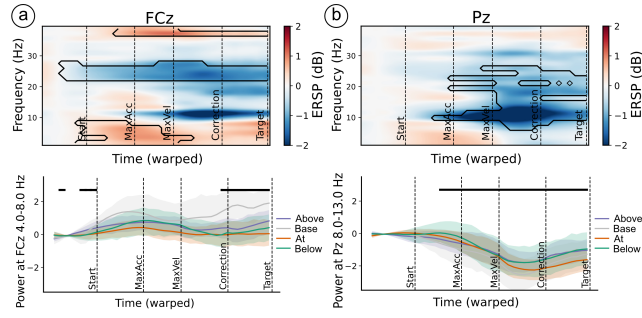 a
FCz
Frequency (Hz)
30
20
10
Start
MaxAcc
MaxVel
Correction
Target
Time (warped)
2
1
0
−1
−2
ERSP (dB)
b
Pz
Frequency (Hz)
30
20
10
Start
MaxAcc
MaxVel
Correction
Target
Time (warped)
2
1
0
−1
−2
ERSP (dB)
Power at FCz 4.0-8.0 Hz
2
0
−2
Start
MaxAcc
MaxVel
Correction
Target
Time (warped)
Above
Base
At
Below
Power at Pz 8.0-13.0 Hz
2
0
−2
Start
MaxAcc
MaxVel
Correction
Target
Time (warped)
Above
Base
At
Below